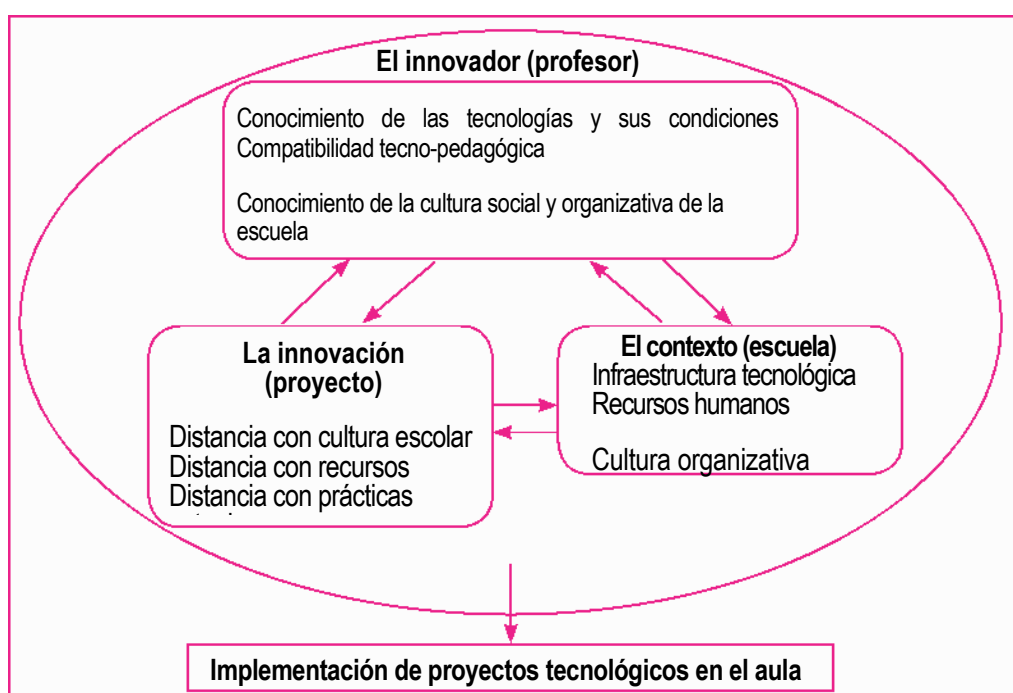 El innovador (profesor)
Conocimiento de las tecnologías y sus condiciones
Compatibilidad tecno-pedagógica
Conocimiento de la cultura social y organizativa de la
escuela
La innovación
(proyecto)
Distancia con cultura escolar
Distancia con recursos
Distancia con prácticas
El contexto (escuela)
Infraestructura tecnológica
Recursos humanos
Cultura organizativa
Implementación de proyectos tecnológicos en el aula